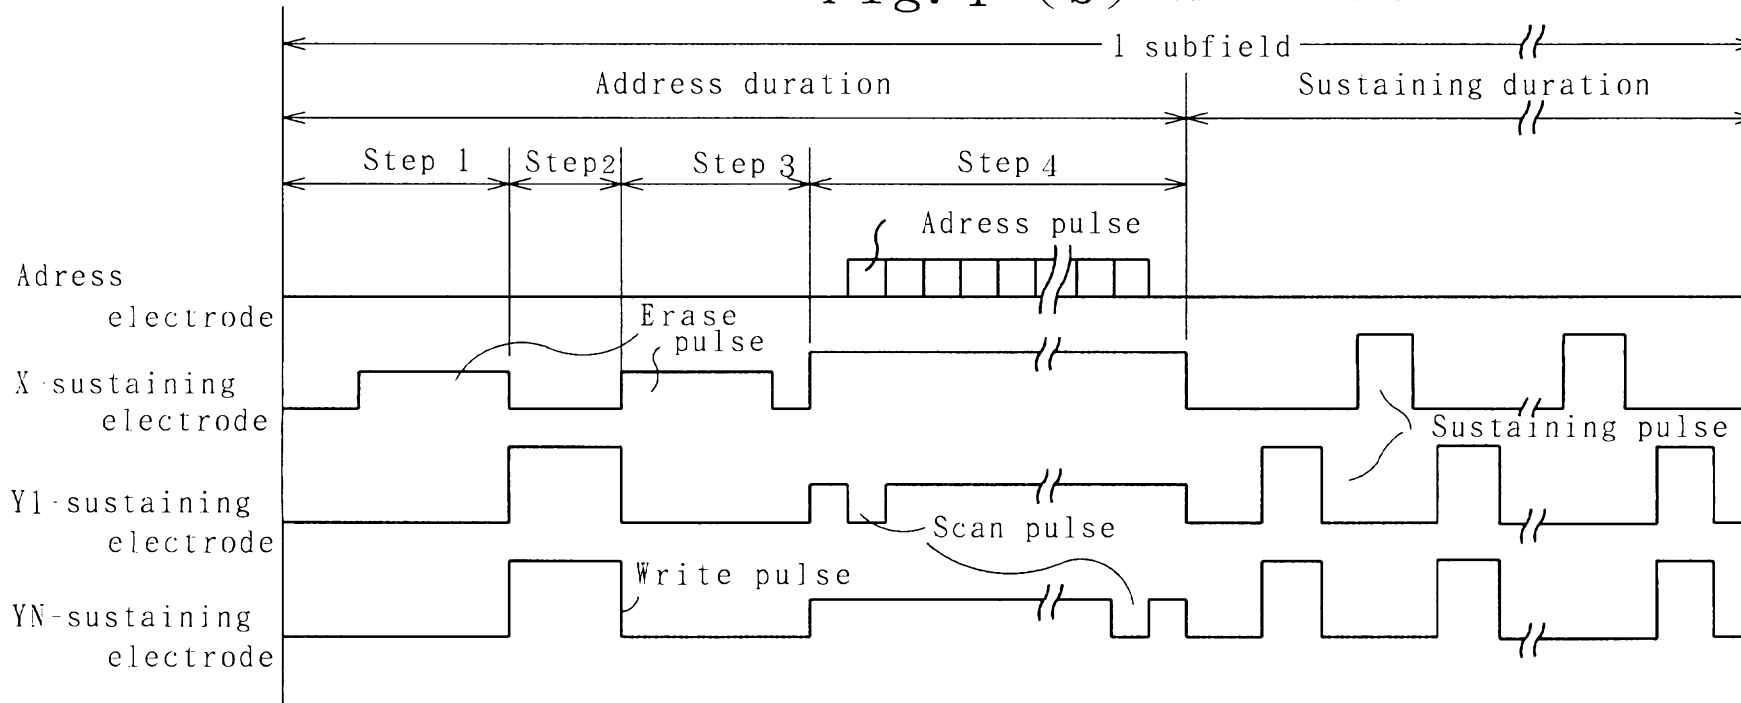 1 subfield
Address duration
Sustaining duration
Step 1
Step2
Step 3
Step 4
Adress pulse
Adress
electrode
Erase
pulse
X-sustaining
electrode
Sustaining pulse
Y1-sustaining
electrode
Scan pulse
Write pulse
YN-sustaining
electrode